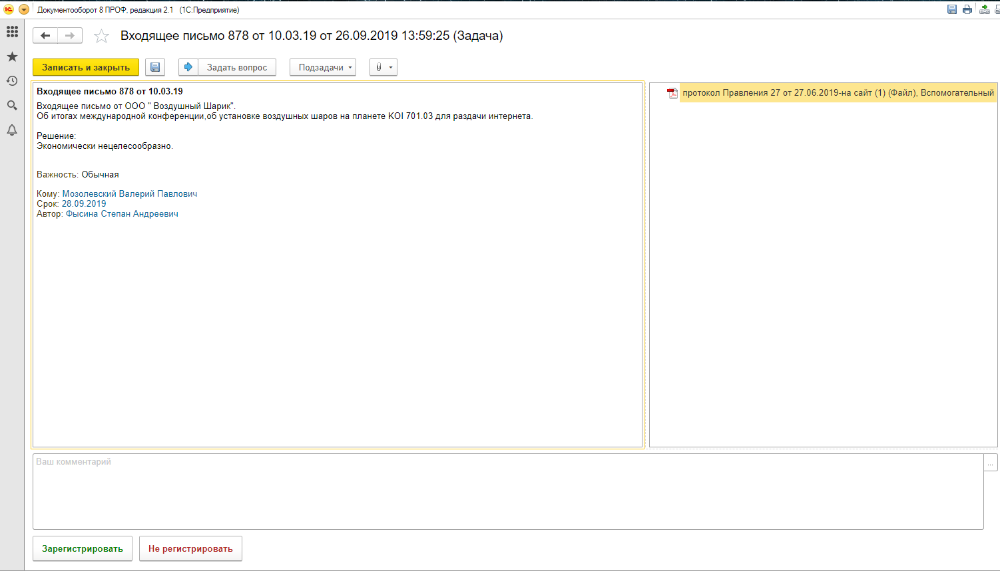 Документооборот 8 ПРОФ, редакция 2.1 (1С:Предприятие)
Входящее письмо 878 от 10.03.19 от 26.09.2019 13:59:25 (Задача)
Записать и закрыть
Задать вопрос
Подзадачи
Входящее письмо 878 от 10.03.19
Входящее письмо от ООО " Воздушный Шарик".
Об итогах международной конференции,об установке воздушных шаров на планете KOI 701.03 для раздачи интернета.
Решение:
Экономически нецелесообразно.
Важность: Обычная
Кому: Мозолевский Валерий Павлович
Срок: 28.09.2019
Автор: Фысина Степан Андреевич
протокол Правления 27 от 27.06.2019-на сайт (1) (Файл), Вспомогательный
Ваш комментарий
...
Зарегистрировать
Не регистрировать